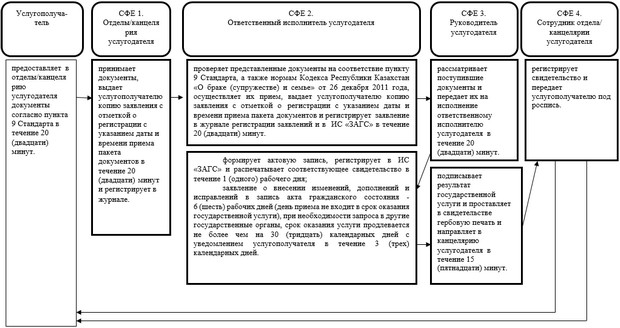 Услугополуча-
тель
СФЕ 1.
Отделы/канцеля
рия
услугодателя
СФЕ 2.
Ответственный исполнитель услугодателя
СФЕ 3.
Руководитель
услугодателя
СФЕ 4.
Сотрудник отдела/
канцелярии
услугодателя
предоставляет в
отделы/канцеля
рию
услугодателя
документы
согласно пункта
9 Стандарта в
течение 20
(двадцати)
минут.
принимает
документы,
выдает
услугополучателю
копию заявления с
отметкой о
регистрации с
указанием даты и
времени приема
пакета
документов в
течение 20
(двадцати) минут
и регистрирует в
журнале.
проверяет представленные документы на соответствие пункту
9 Стандарта, а также нормам Кодекса Республики Казахстан
«О браке (супружестве) и семье» от 26 декабря 2011 года,
осуществляет их прием, выдает услугополучателю копию
заявления с отметкой о регистрации с указанием даты и
времени приема пакета документов и регистрирует заявление
в журнале регистрации заявлений и в ИС «ЗАГС» в течение
20 (двадцати) минут.
формирует актовую запись, регистрирует в ИС
«ЗАГС» и распечатывает соответствующее свидетельство в
течение 1 (одного) рабочего дня;
заявление о внесении изменений, дополнений и
исправлений в запись акта гражданского состояния -
6 (шесть) рабочих дней (день приема не входит в срок оказания
государственной услуги), при необходимости запроса в другие
государственные органы, срок оказания услуги продлевается
не более чем на 30 (тридцать) календарных дней с
уведомлением услугополучателя в течение 3 (трех)
календарных дней.
рассматривает
поступившие
документы и
передает их на
исполнение
ответственному
исполнителю
услугодателя в
течение 20
(двадцати) минут.
подписывает
результат
государственной
услуги и проставляет
в свидетельстве
гербовую печать и
направляет в
канцелярию
услугодателя в
течение 15
(пятнадцати) минут.
регистрирует
свидетельство и
передает
услугополучателю под
роспись.